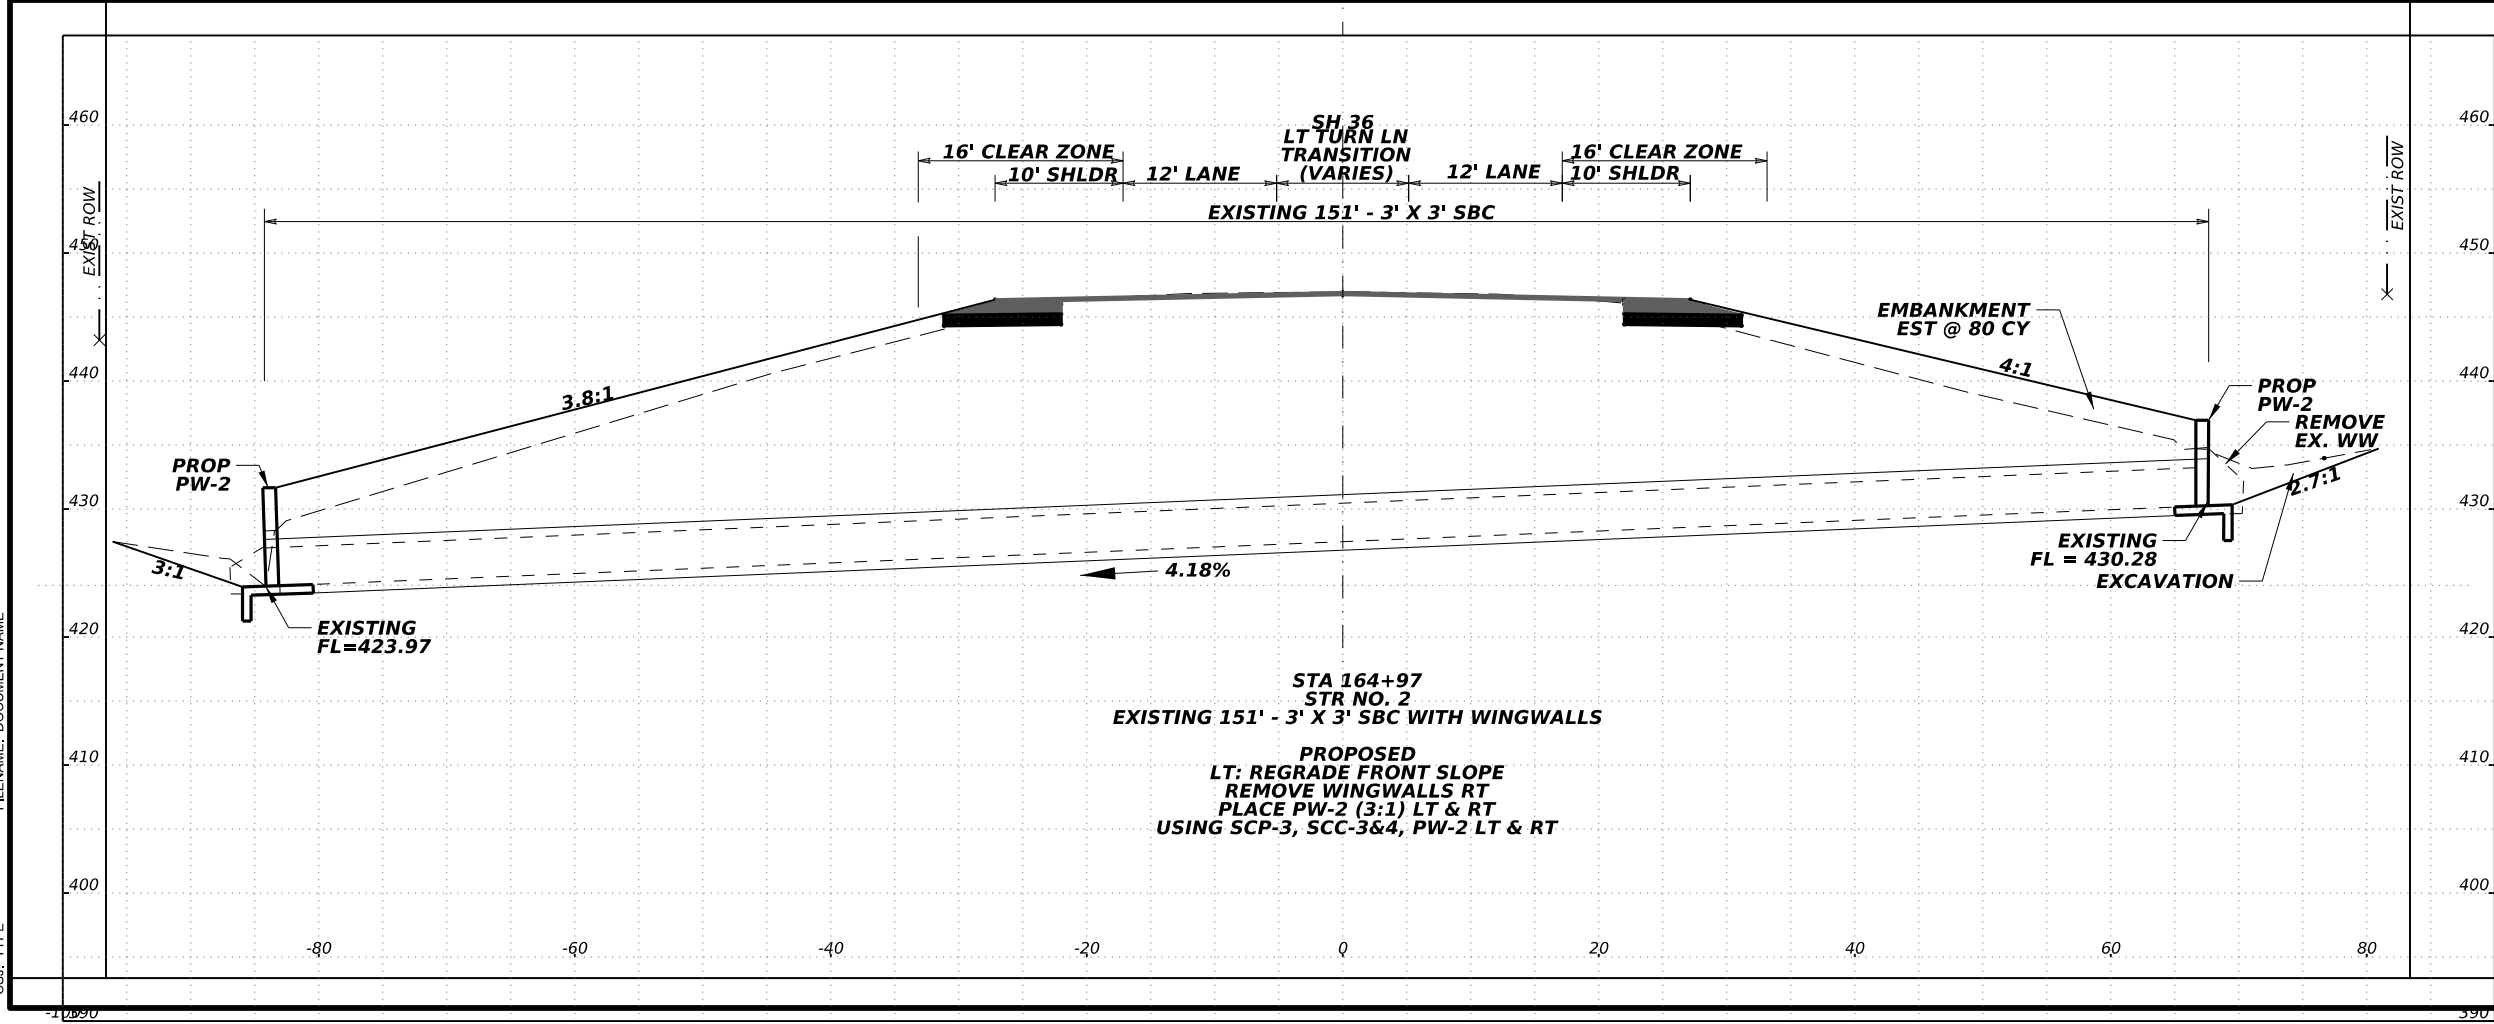 460
460
SH 36
LT TURN LN
TRANSITION
(VARIES)
16' CLEAR ZONE
16' CLEAR ZONE
10' SHLDR
12' LANE
12' LANE
10' SHLDR
EXIST ROW
EXIST ROW
EXISTING 151' - 3' X 3' SBC
450
450
EMBANKMENT
EST @ 80 CY
440
3.8:1
4:1
440
PROP
PW-2
REMOVE
EX. WW
PROP
PW-2
2.7:1
430
430
3:1
4.18%
EXISTING
FL = 430.28
EXCAVATION
EXISTING
FL=423.97
420
420
STA 164+97
STR NO. 2
EXISTING 151' - 3' X 3' SBC WITH WINGWALLS
PROPOSED
LT: REGRADE FRONT SLOPE
REMOVE WINGWALLS RT
PLACE PW-2 (3:1) LT & RT
USING SCP-3, SCC-3&4, PW-2 LT & RT
410
410
400
400
-80
-60
-40
-20
0
20
40
60
80
390
390